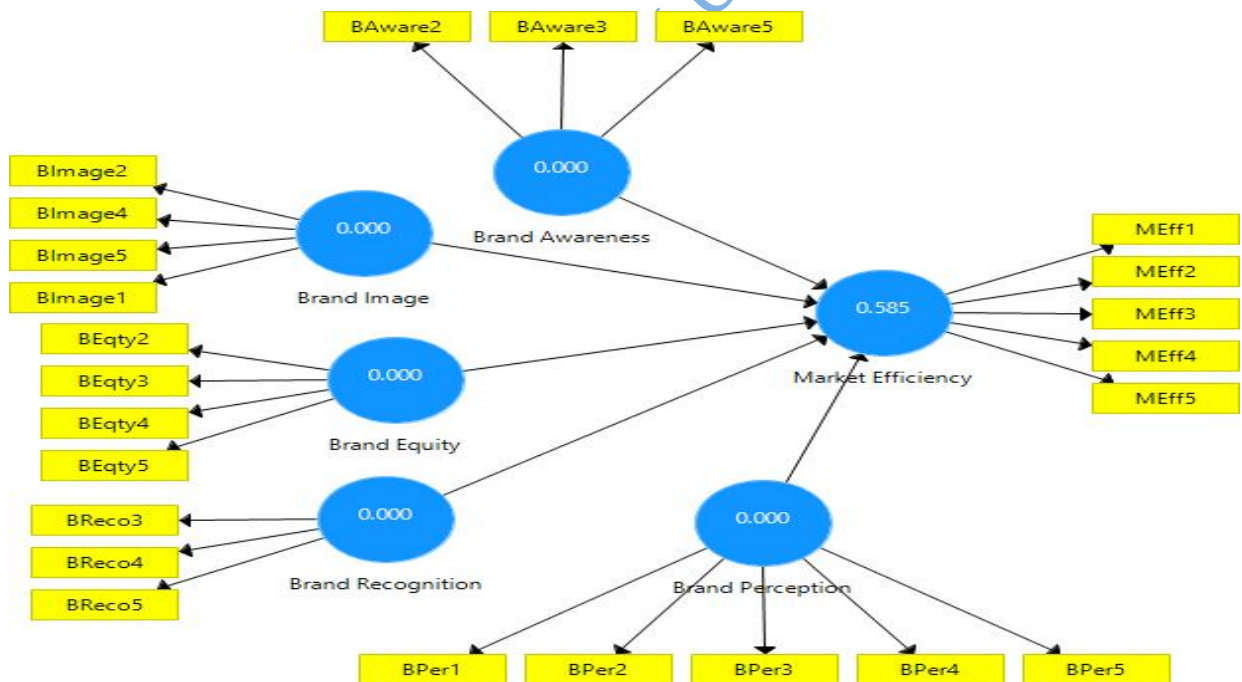 BAware2
BAware3
BAware5
0.000
Brand Awareness
BImage2
BImage4
BImage5
BImage1
0.000
Brand Image
BEqty2
BEqty3
BEqty4
BEqty5
0.000
Brand Equity
BReco3
BReco4
BReco5
0.000
Brand Recognition
0.585
Market Efficiency
MEff1
MEff2
MEff3
MEff4
MEff5
0.000
Brand Perception
BPer1
BPer2
BPer3
BPer4
BPer5